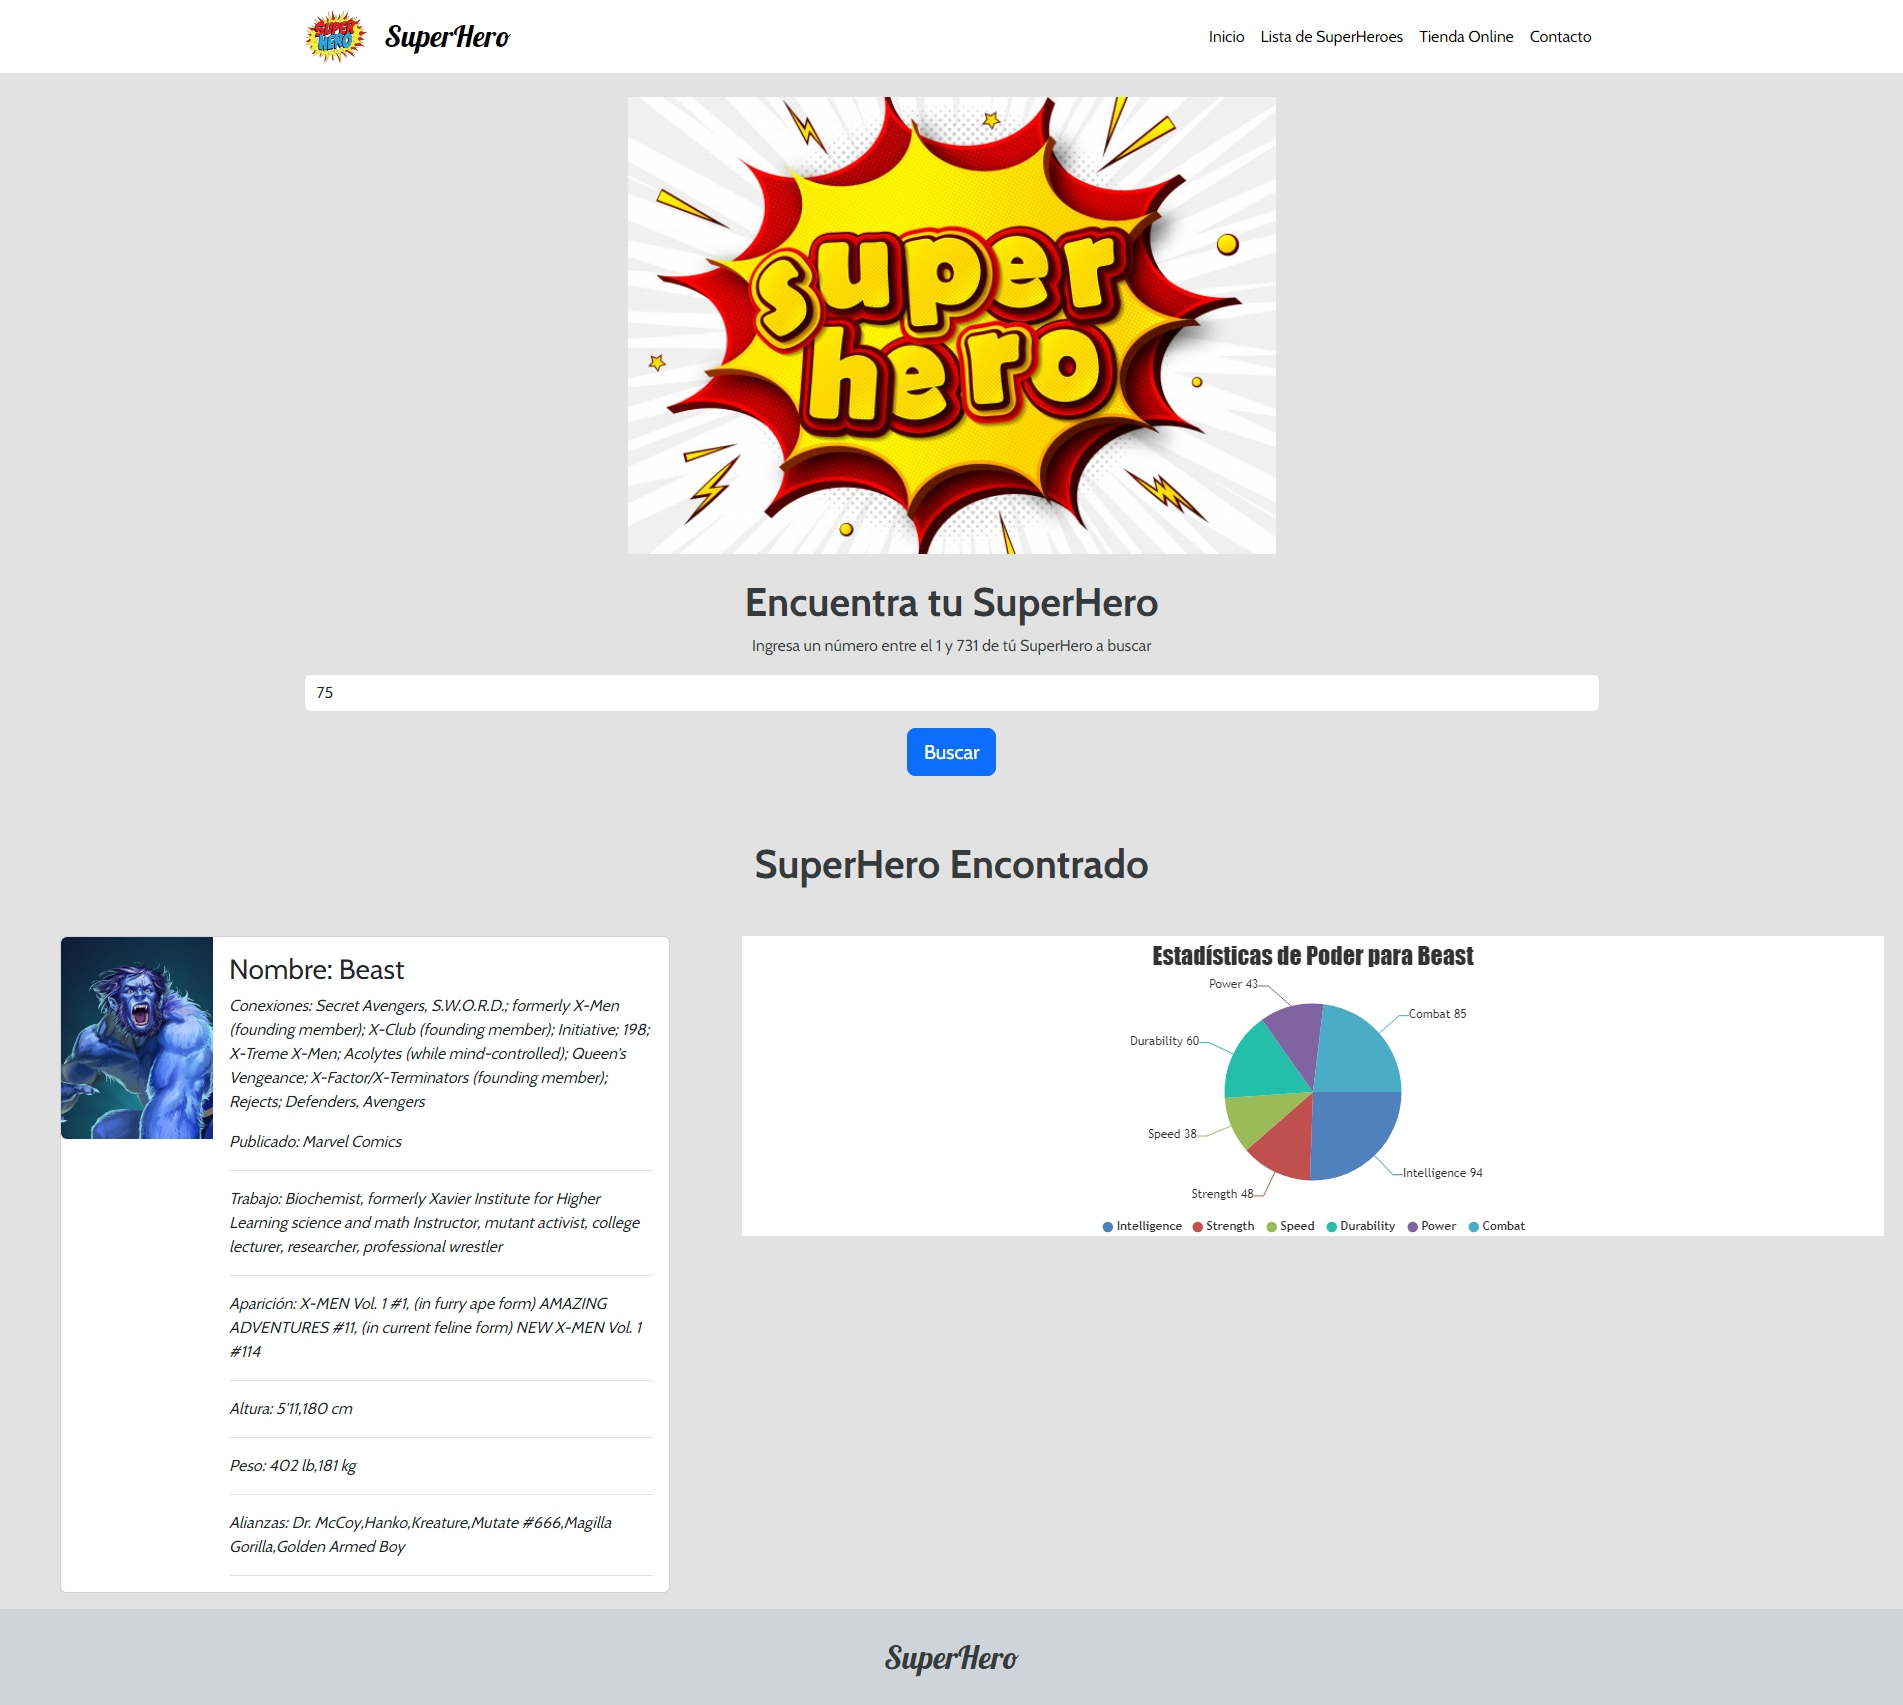 SUPER
HERO
SuperHero
Inicio Lista de SuperHeroes Tienda Online Contacto
super
hero
Encuentra tu SuperHero
Ingresa un número entre el 1 y 731 de tú SuperHero a buscar
75
Buscar
SuperHero Encontrado
Nombre: Beast
Conexiones: Secret Avengers, S.W.O.R.D.; formerly X-Men
(founding member); X-Club (founding member); Initiative; 198;
X-Treme X-Men; Acolytes (while mind-controlled); Queen's
Vengeance; X-Factor/X-Terminators (founding member);
Rejects; Defenders, Avengers
Publicado: Marvel Comics
Trabajo: Biochemist, formerly Xavier Institute for Higher
Learning science and math Instructor, mutant activist, college
lecturer, researcher, professional wrestler
Aparición: X-MEN Vol. 1 #1, (in furry ape form) AMAZING
ADVENTURES #11, (in current feline form) NEW X-MEN Vol. 1
#114
Altura: 5'11,180 cm
Peso: 402 lb,181 kg
Alianzas: Dr. McCoy,Hanko,Kreature,Mutate #666,Magilla
Gorilla,Golden Armed Boy
Estadísticas de Poder para Beast
Power 43
Combat 85
Durability 60
Speed 38
Intelligence 94
Strength 48
Intelligence Strength Speed Durability Power Combat
SuperHero